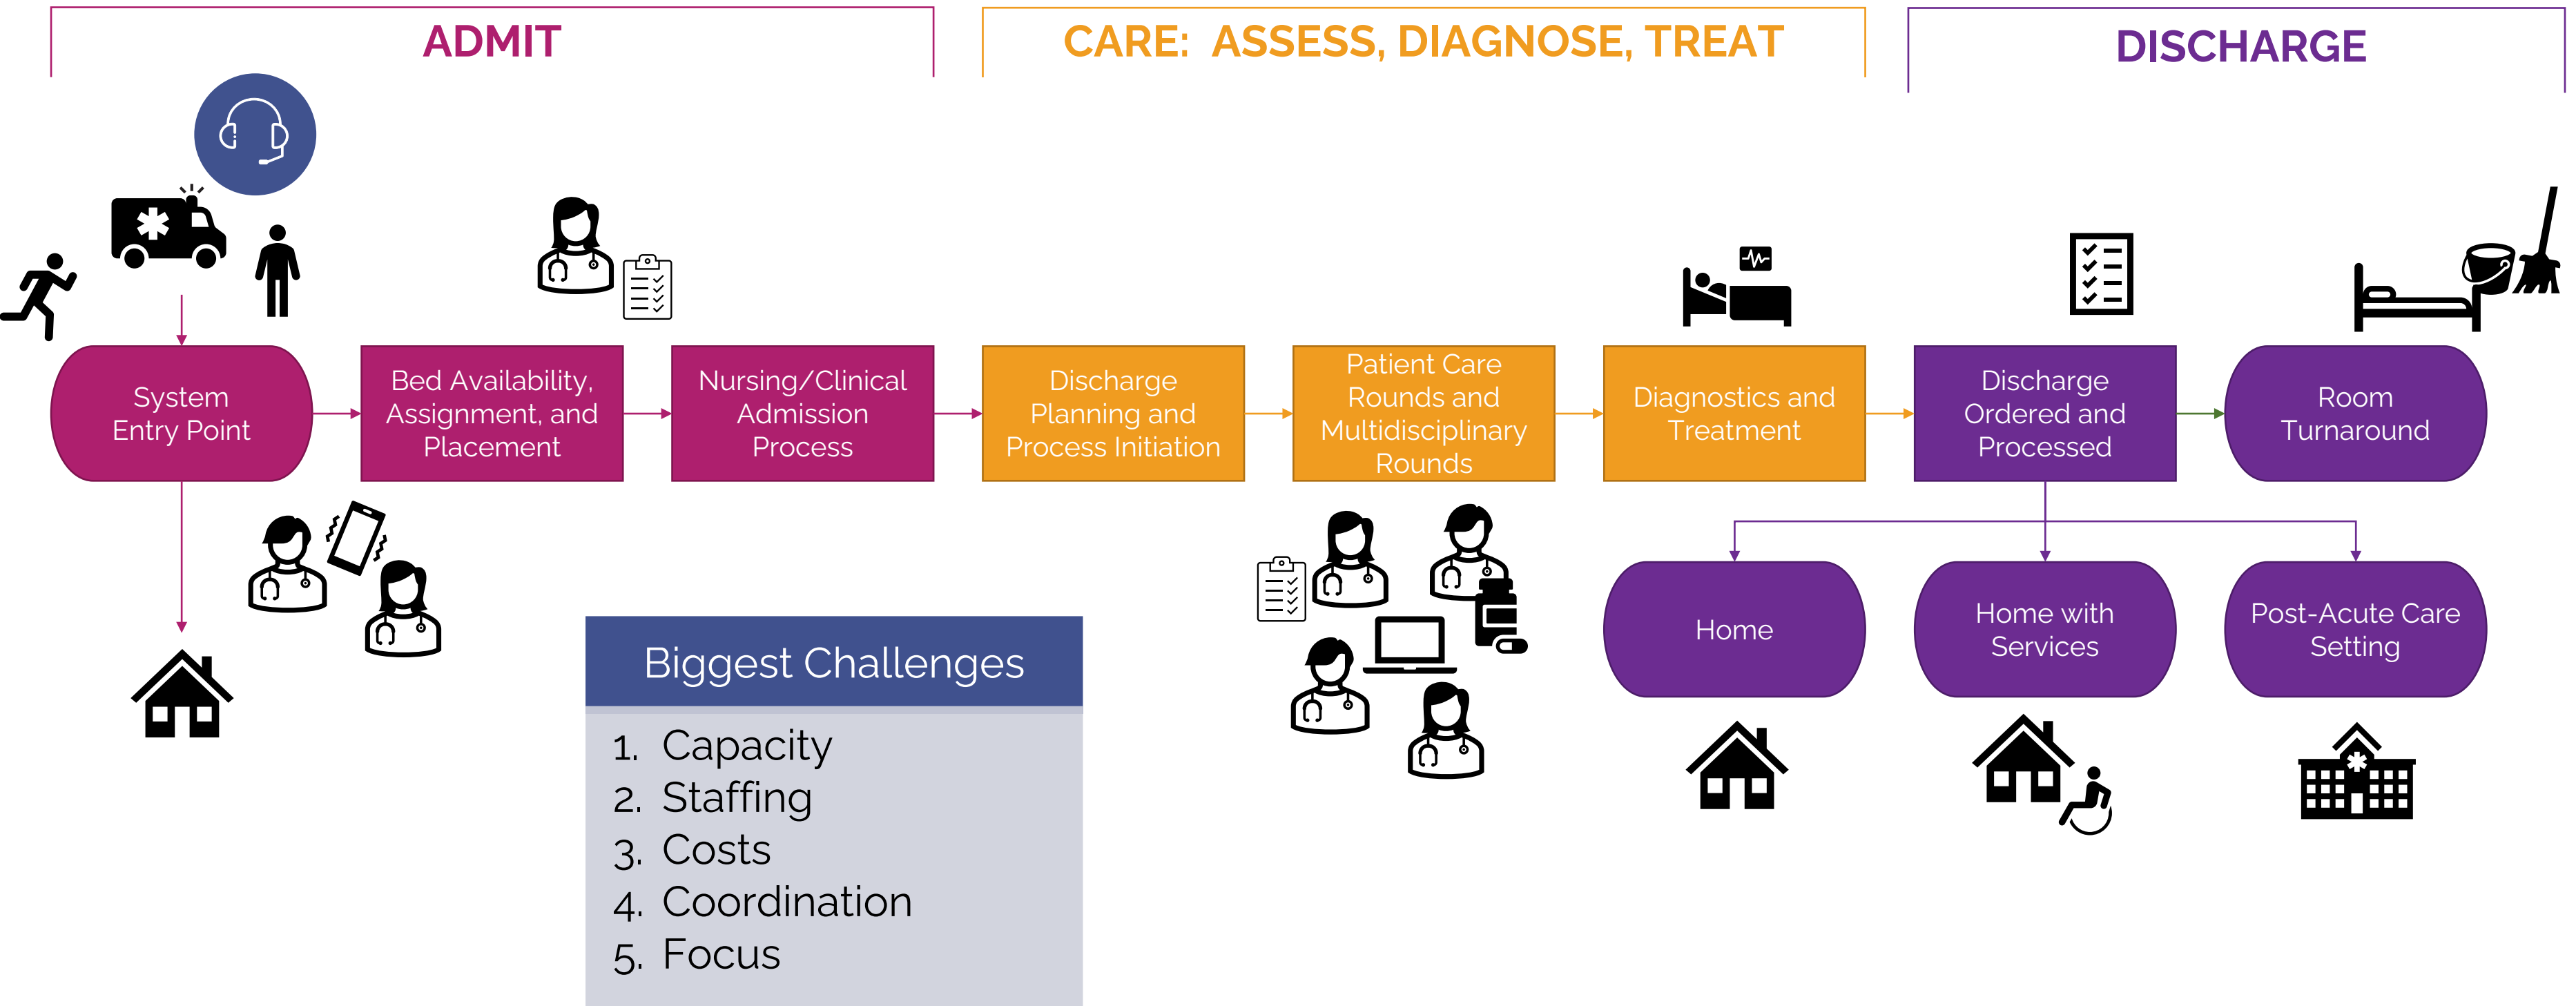 ADMIT
CARE: ASSESS, DIAGNOSE, TREAT
DISCHARGE
System
Entry Point
Bed Availability,
Assignment, and
Placement
Nursing/Clinical
Admission
Process
Discharge
Planning and
Process Initiation
Patient Care
Rounds and
Multidisciplinary
Rounds
Diagnostics and
Treatment
Discharge
Ordered and
Processed
Room
Turnaround
Home
Home with
Services
Post-Acute Care
Setting
Biggest Challenges
1. Capacity
2. Staffing
3. Costs
4. Coordination
5. Focus